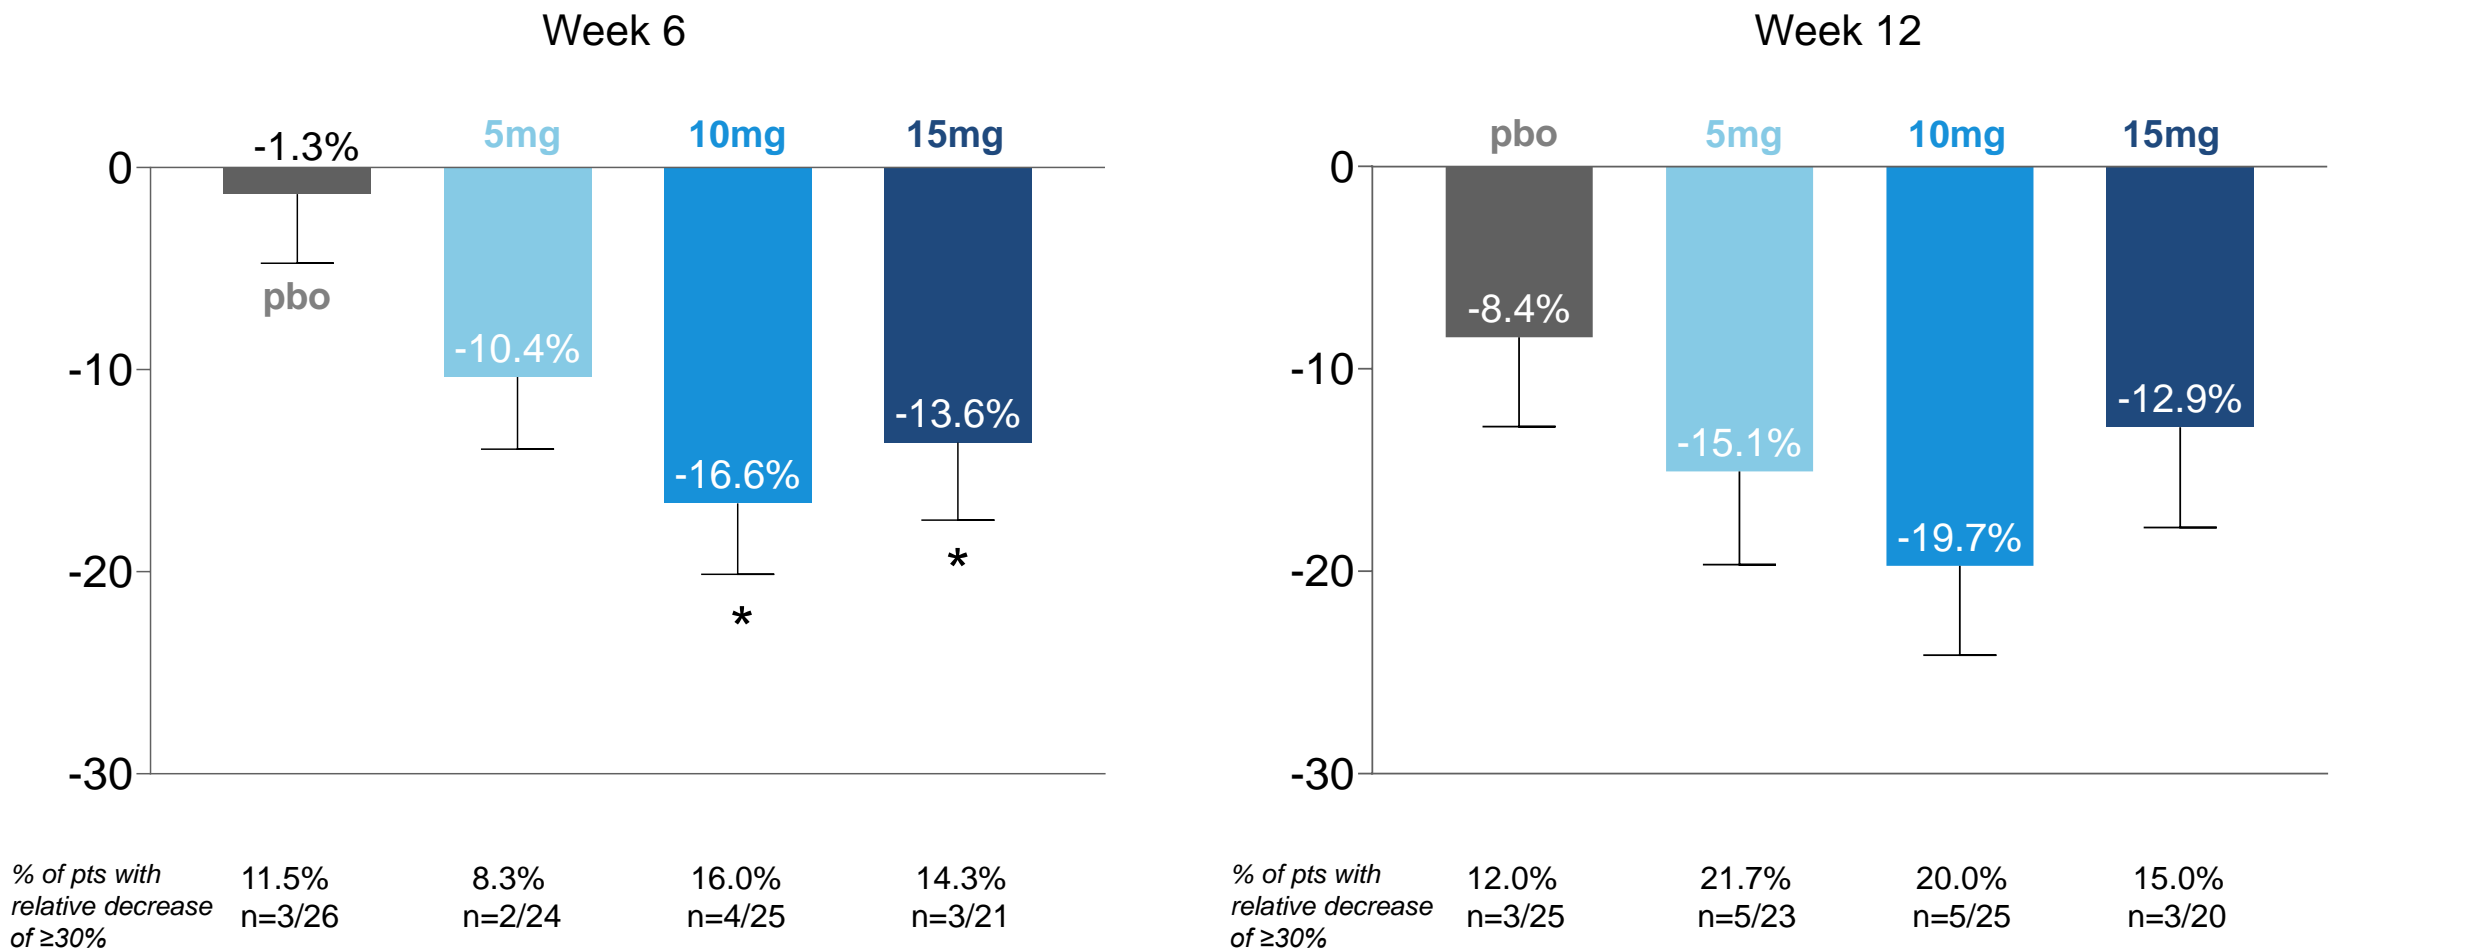 Week 6
-1.3%
5mg
10mg
15mg
0
pbo
-10.4%
-10
-13.6%
-16.6%
*
-20
*
-30
% of pts with
relative decrease
of ≥30%
11.5%
8.3%
16.0%
14.3%
n=3/26
n=2/24
n=4/25
n=3/21
Week 12
pbo
5mg
10mg
15mg
0
-8.4%
-10
-12.9%
-15.1%
-19.7%
-20
-30
% of pts with
relative decrease
of ≥30%
12.0%
21.7%
20.0%
15.0%
n=3/25
n=5/23
n=5/25
n=3/20